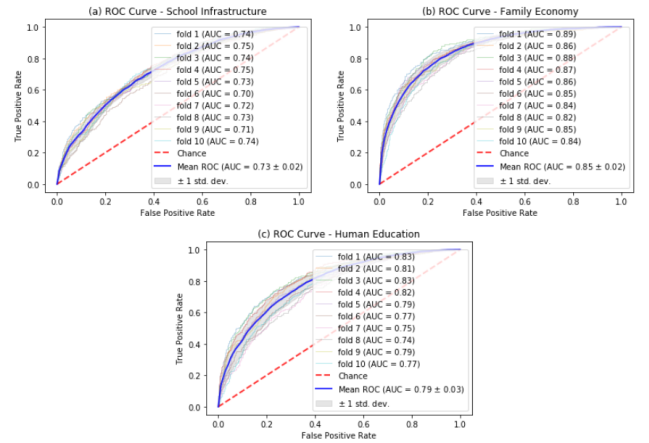 (a) ROC Curve - School Infrastructure
1.0
0.8
0.6
0.4
0.2
0.0
True Positive Rate
fold 1 (AUC = 0.74)
fold 2 (AUC = 0.75)
fold 3 (AUC = 0.74)
fold 4 (AUC = 0.75)
fold 5 (AUC = 0.73)
fold 6 (AUC = 0.70)
fold 7 (AUC = 0.72)
fold 8 (AUC = 0.73)
fold 9 (AUC = 0.71)
fold 10 (AUC = 0.74)
Chance
Mean ROC (AUC = 0.73 ± 0.02)
± 1 std. dev.
0.0 0.2 0.4 0.6 0.8 1.0
False Positive Rate
(b) ROC Curve - Family Economy
1.0
0.8
0.6
0.4
0.2
0.0
True Positive Rate
fold 1 (AUC = 0.89)
fold 2 (AUC = 0.86)
fold 3 (AUC = 0.88)
fold 4 (AUC = 0.87)
fold 5 (AUC = 0.86)
fold 6 (AUC = 0.85)
fold 7 (AUC = 0.84)
fold 8 (AUC = 0.82)
fold 9 (AUC = 0.85)
fold 10 (AUC = 0.84)
Chance
Mean ROC (AUC = 0.85 ± 0.02)
± 1 std. dev.
0.0 0.2 0.4 0.6 0.8 1.0
False Positive Rate
(c) ROC Curve - Human Education
1.0
0.8
0.6
0.4
0.2
0.0
True Positive Rate
fold 1 (AUC = 0.83)
fold 2 (AUC = 0.81)
fold 3 (AUC = 0.83)
fold 4 (AUC = 0.82)
fold 5 (AUC = 0.79)
fold 6 (AUC = 0.77)
fold 7 (AUC = 0.75)
fold 8 (AUC = 0.74)
fold 9 (AUC = 0.79)
fold 10 (AUC = 0.77)
Chance
Mean ROC (AUC = 0.79 ± 0.03)
± 1 std. dev.
0.0 0.2 0.4 0.6 0.8 1.0
False Positive Rate